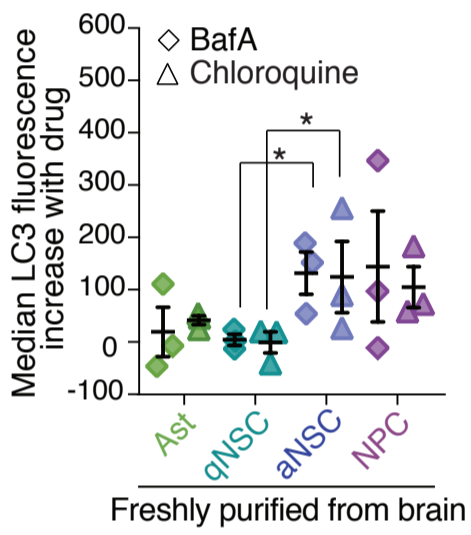 Median LC3 fluorescence
increase with drug
600
500
400
300
200
100
0
-100
BafA
Chloroquine
*
*
Ast
qNSC
aNSC
NPC
Freshly purified from brain